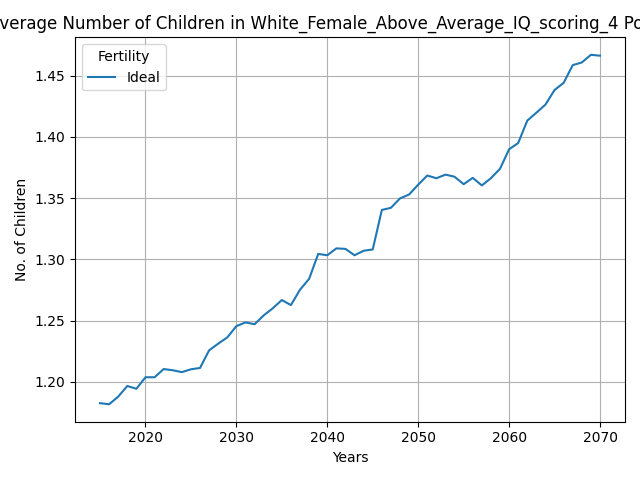 verage Number of Children in White_Female_Above_Average_IQ_scoring_4 Po
Fertility
Ideal
1.45
1.40
1.35
1.30
1.25
1.20
No. of Children
2020 2030 2040 2050 2060 2070
Years